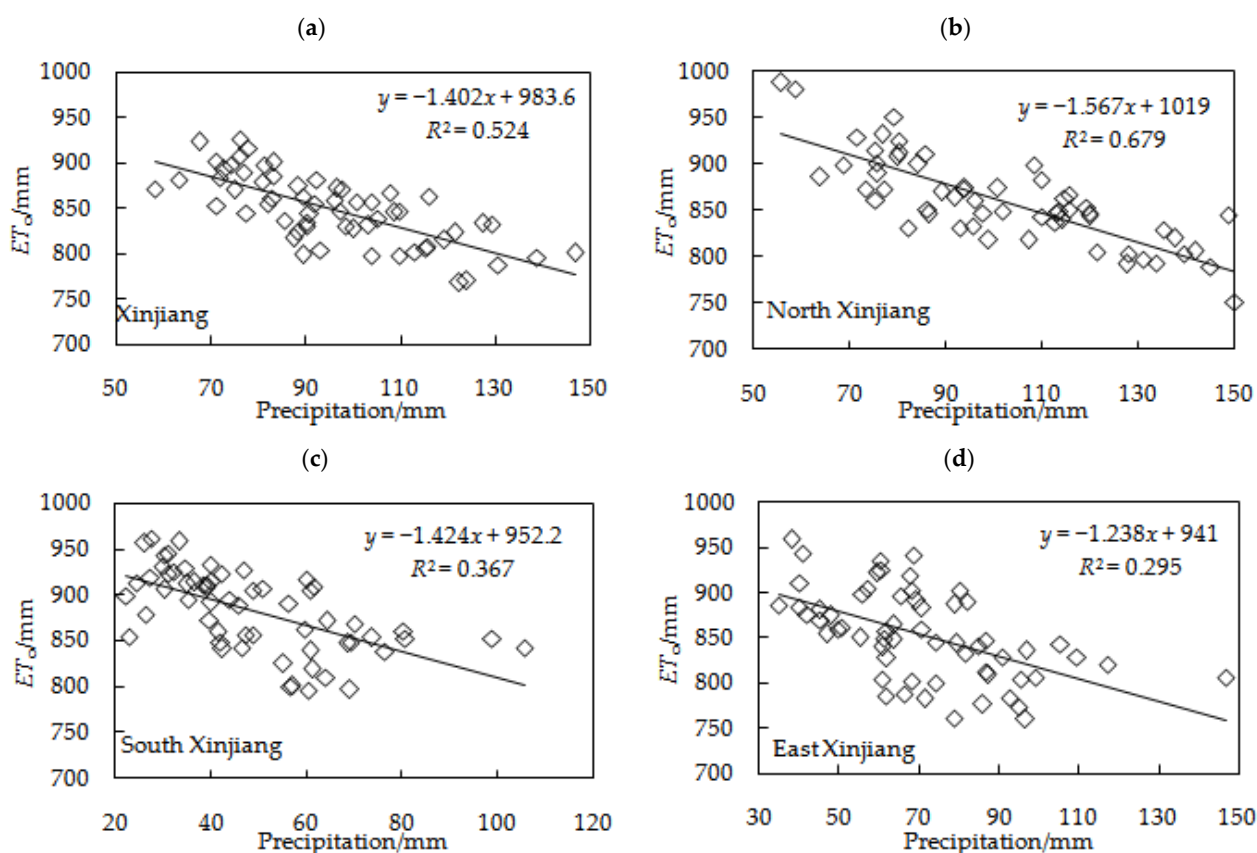 (a)
1000
950
900
850
800
750
700
ETₒ/mm
y = −1.402x + 983.6
R² = 0.524
Xinjiang
50 70 90 110 130 150
Precipitation/mm
(b)
1000
950
900
850
800
750
700
ETₒ/mm
y = −1.567x + 1019
R² = 0.679
North Xinjiang
50 70 90 110 130 150
Precipitation/mm
(c)
1000
950
900
850
800
750
700
ETₒ/mm
y = −1.424x + 952.2
R² = 0.367
South Xinjiang
20 40 60 80 100 120
Precipitation/mm
(d)
1000
950
900
850
800
750
700
ETₒ/mm
y = −1.238x + 941
R² = 0.295
East Xinjiang
30 50 70 90 110 130 150
Precipitation/mm